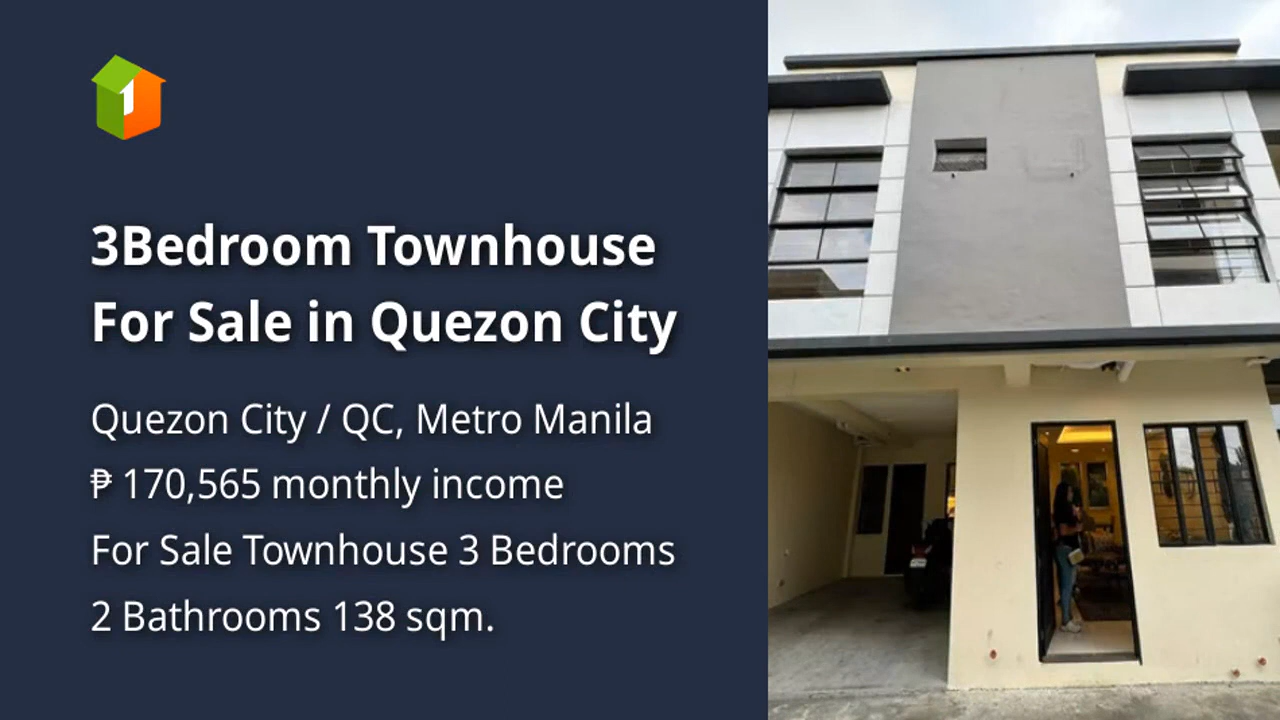 3Bedroom Townhouse
For Sale in Quezon City
Quezon City / QC, Metro Manila
₱ 170,565 monthly income
For Sale Townhouse 3 Bedrooms
2 Bathrooms 138 sqm.